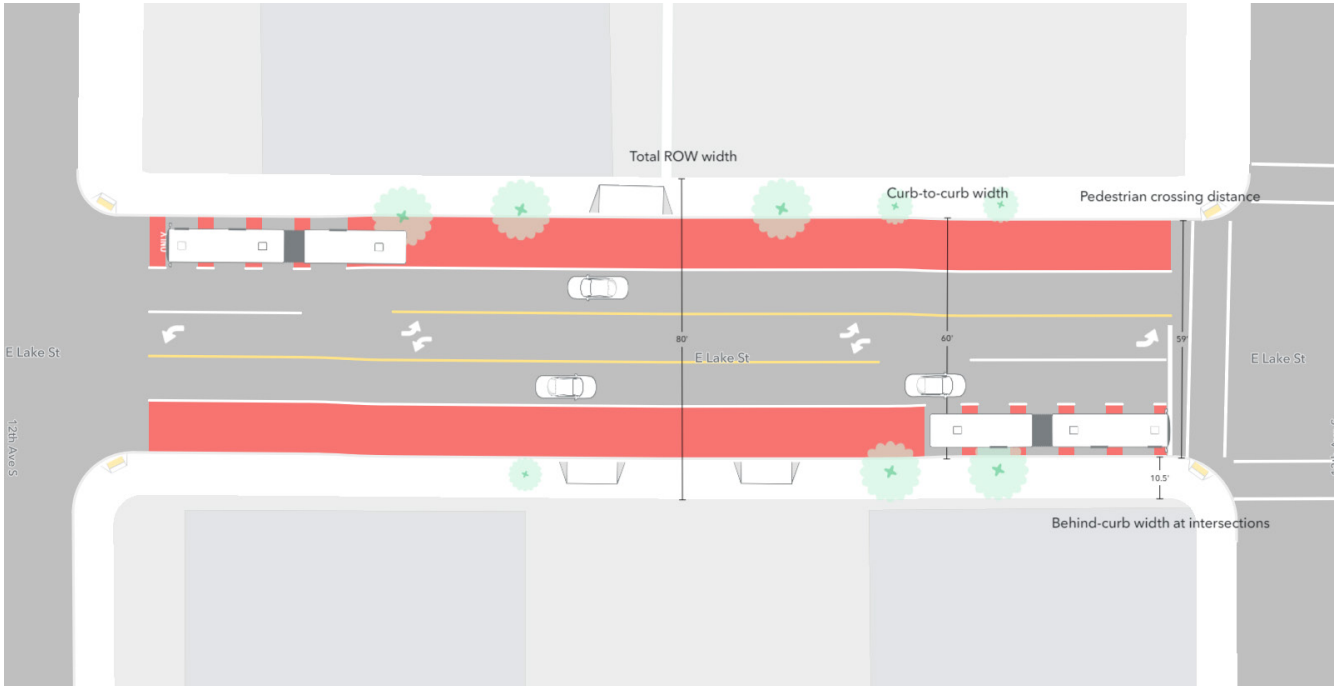 Total ROW width
Curb-to-curb width
Pedestrian crossing distance
ONLY
E Lake St
80'
60'
59'
E Lake St
E Lake St
12th Ave S
10.5'
Behind-curb width at intersections